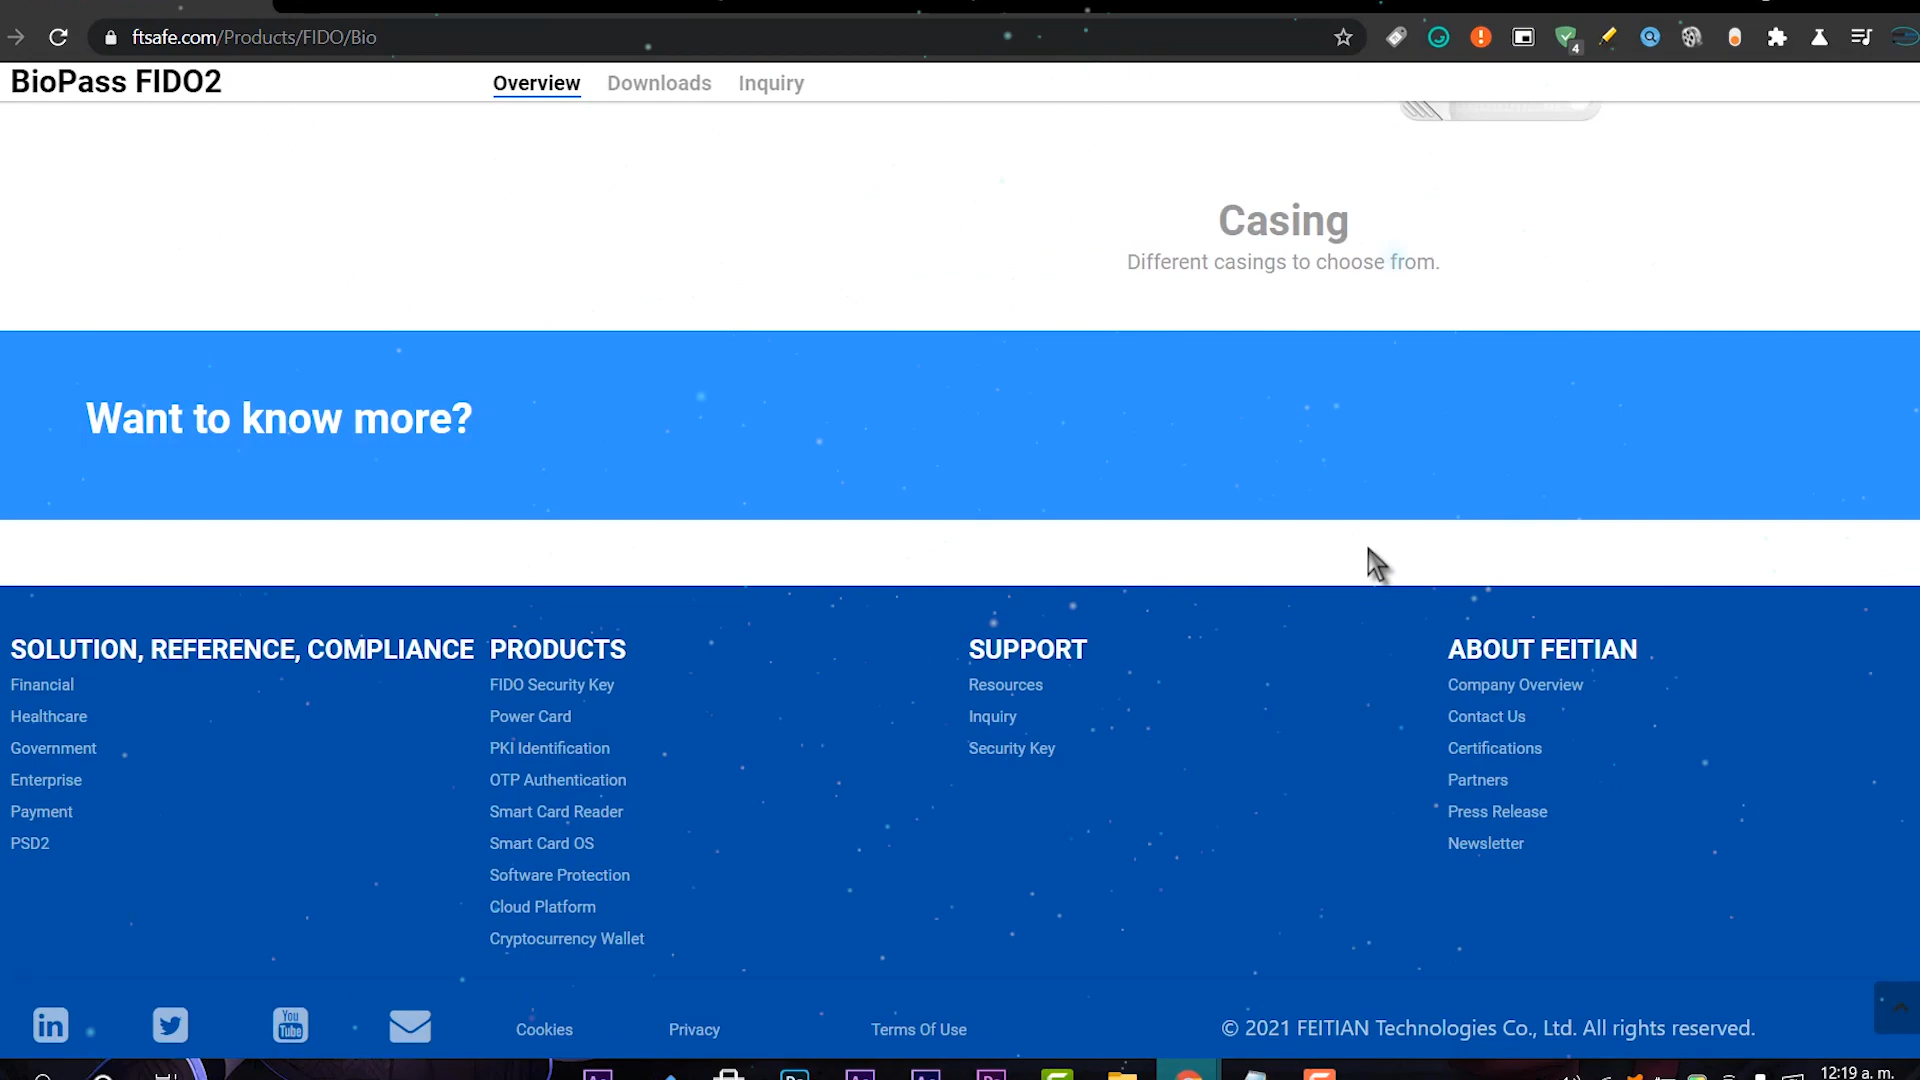 ftsafe.com/Products/FIDO/Bio
4
BioPass FIDO2
Overview Downloads Inquiry
Casing
Different casings to choose from.
Want to know more?
SOLUTION, REFERENCE, COMPLIANCE
Financial
Healthcare
Government
Enterprise
Payment
PSD2
PRODUCTS
FIDO Security Key
Power Card
PKI Identification
OTP Authentication
Smart Card Reader
Smart Card OS
Software Protection
Cloud Platform
Cryptocurrency Wallet
SUPPORT
Resources
Inquiry
Security Key
ABOUT FEITIAN
Company Overview
Contact Us
Certifications
Partners
Press Release
Newsletter
in
You
Tube
Cookies Privacy Terms Of Use
© 2021 FEITIAN Technologies Co., Ltd. All rights reserved.
12:19 a. m.